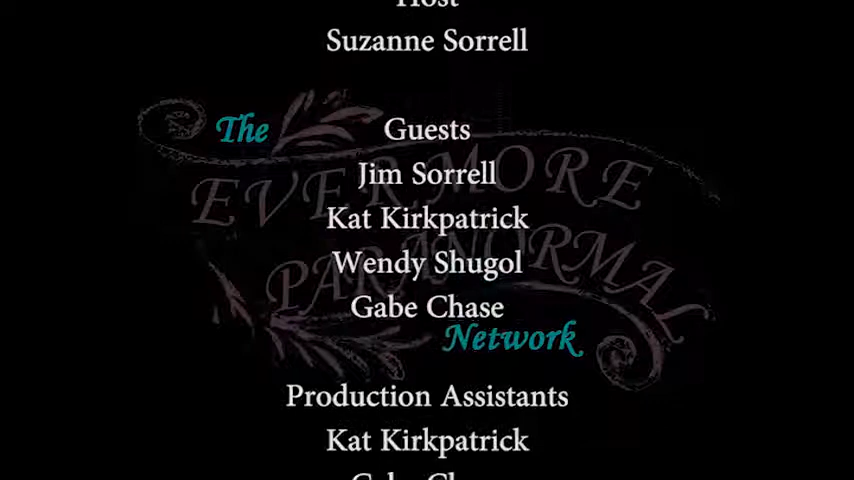 Host
Suzanne Sorrell
The
Guests
EVERMORE
Jim Sorrell
Kat Kirkpatrick
PARANORMAL
Wendy Shugol
Gabe Chase
Network
Production Assistants
Kat Kirkpatrick